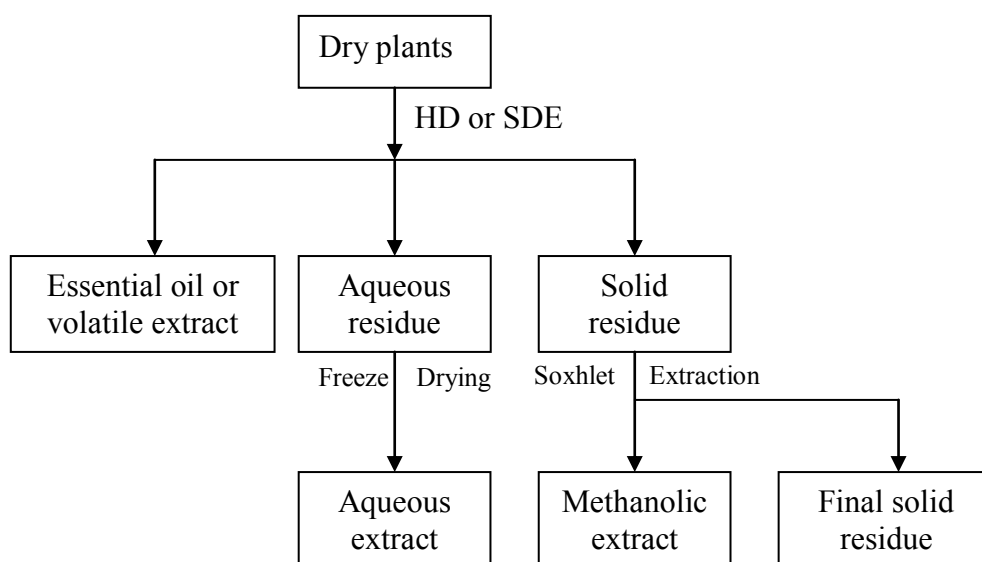 Dry plants
HD or SDE
Essential oil or
volatile extract
Aqueous
residue
Solid
residue
Freeze Drying
Soxhlet Extraction
Aqueous
extract
Methanolic
extract
Final solid
residue